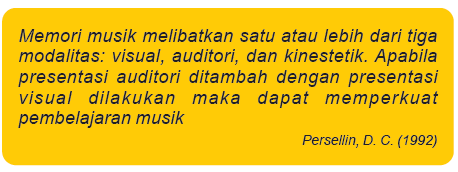 Memori musik melibatkan satu atau lebih dari tiga
modalitas: visual, auditori, dan kinestetik. Apabila
presentasi auditori ditambah dengan presentasi
visual dilakukan maka dapat memperkuat
pembelajaran musik
Persellin, D. C. (1992)